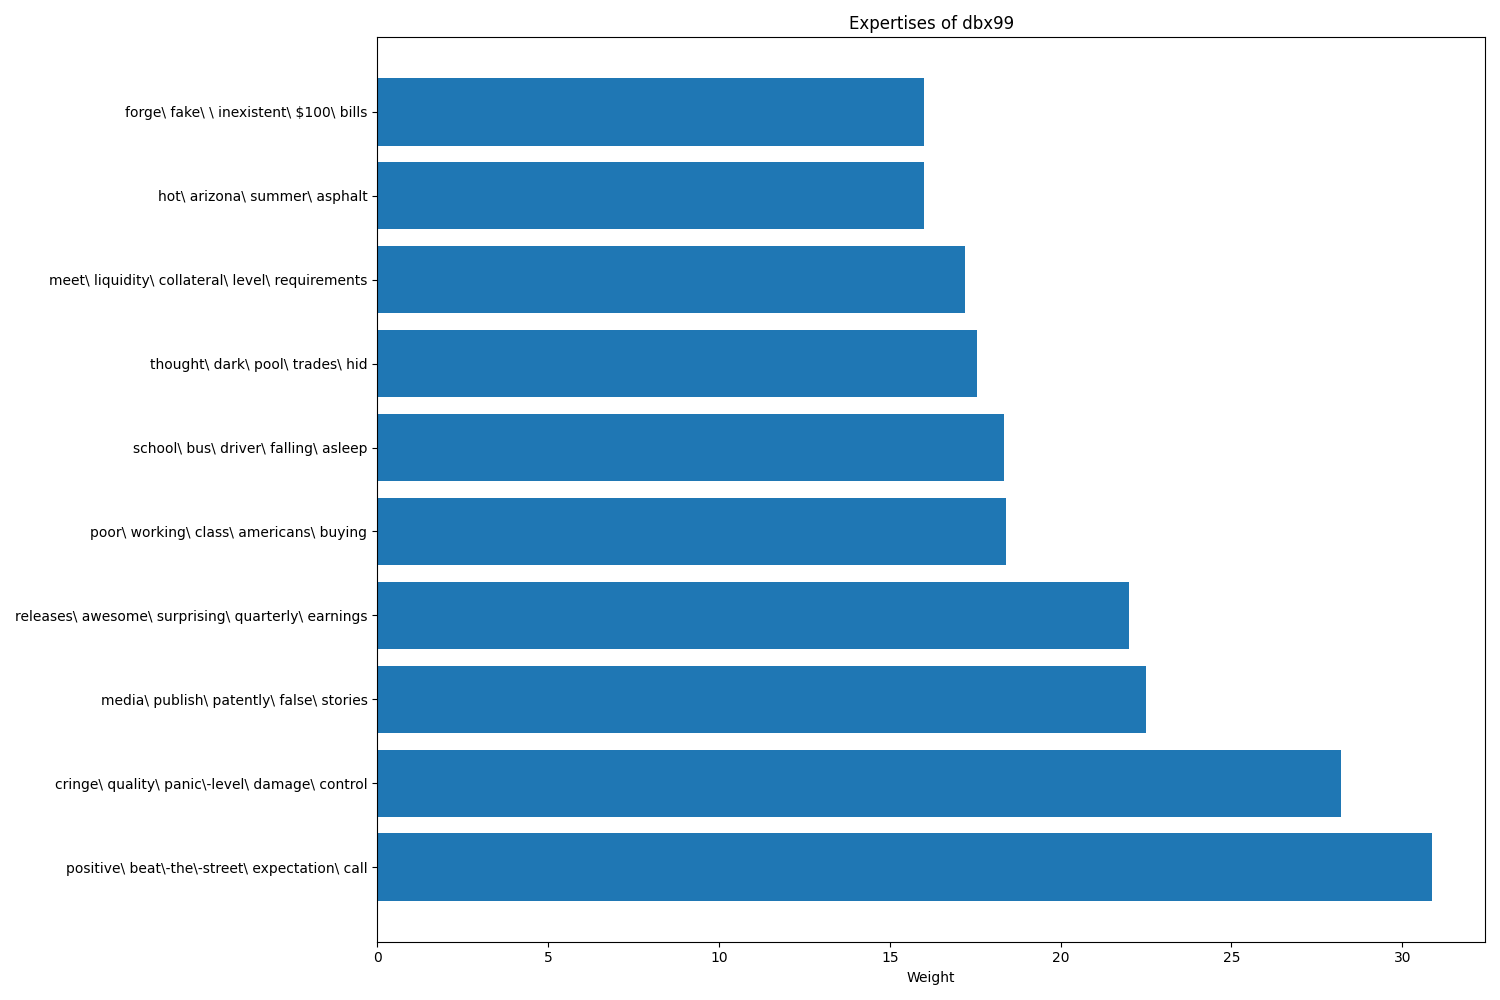 Expertises of dbx99
forge\ fake\ \ inexistent\ $100\ bills
hot\ arizona\ summer\ asphalt
meet\ liquidity\ collateral\ level\ requirements
thought\ dark\ pool\ trades\ hid
school\ bus\ driver\ falling\ asleep
poor\ working\ class\ americans\ buying
releases\ awesome\ surprising\ quarterly\ earnings
media\ publish\ patently\ false\ stories
cringe\ quality\ panic\-level\ damage\ control
positive\ beat\-the\-street\ expectation\ call
0 5 10 15 20 25 30
Weight